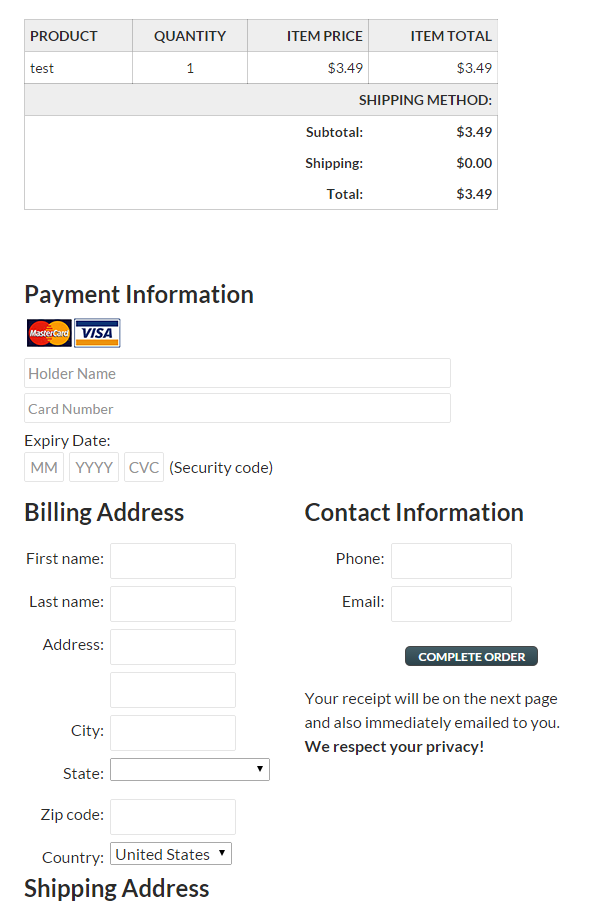 PRODUCT QUANTITY ITEM PRICE ITEM TOTAL
test 1 $3.49 $3.49
SHIPPING METHOD:
Subtotal: $3.49
Shipping: $0.00
Total: $3.49
Payment Information
MasterCard VISA
Holder Name
Card Number
Expiry Date:
MM YYYY CVC (Security code)
Billing Address
First name:
Last name:
Address:
City:
State:
Zip code:
Country: United States
Contact Information
Phone:
Email:
COMPLETE ORDER
Your receipt will be on the next page
and also immediately emailed to you.
We respect your privacy!
Shipping Address